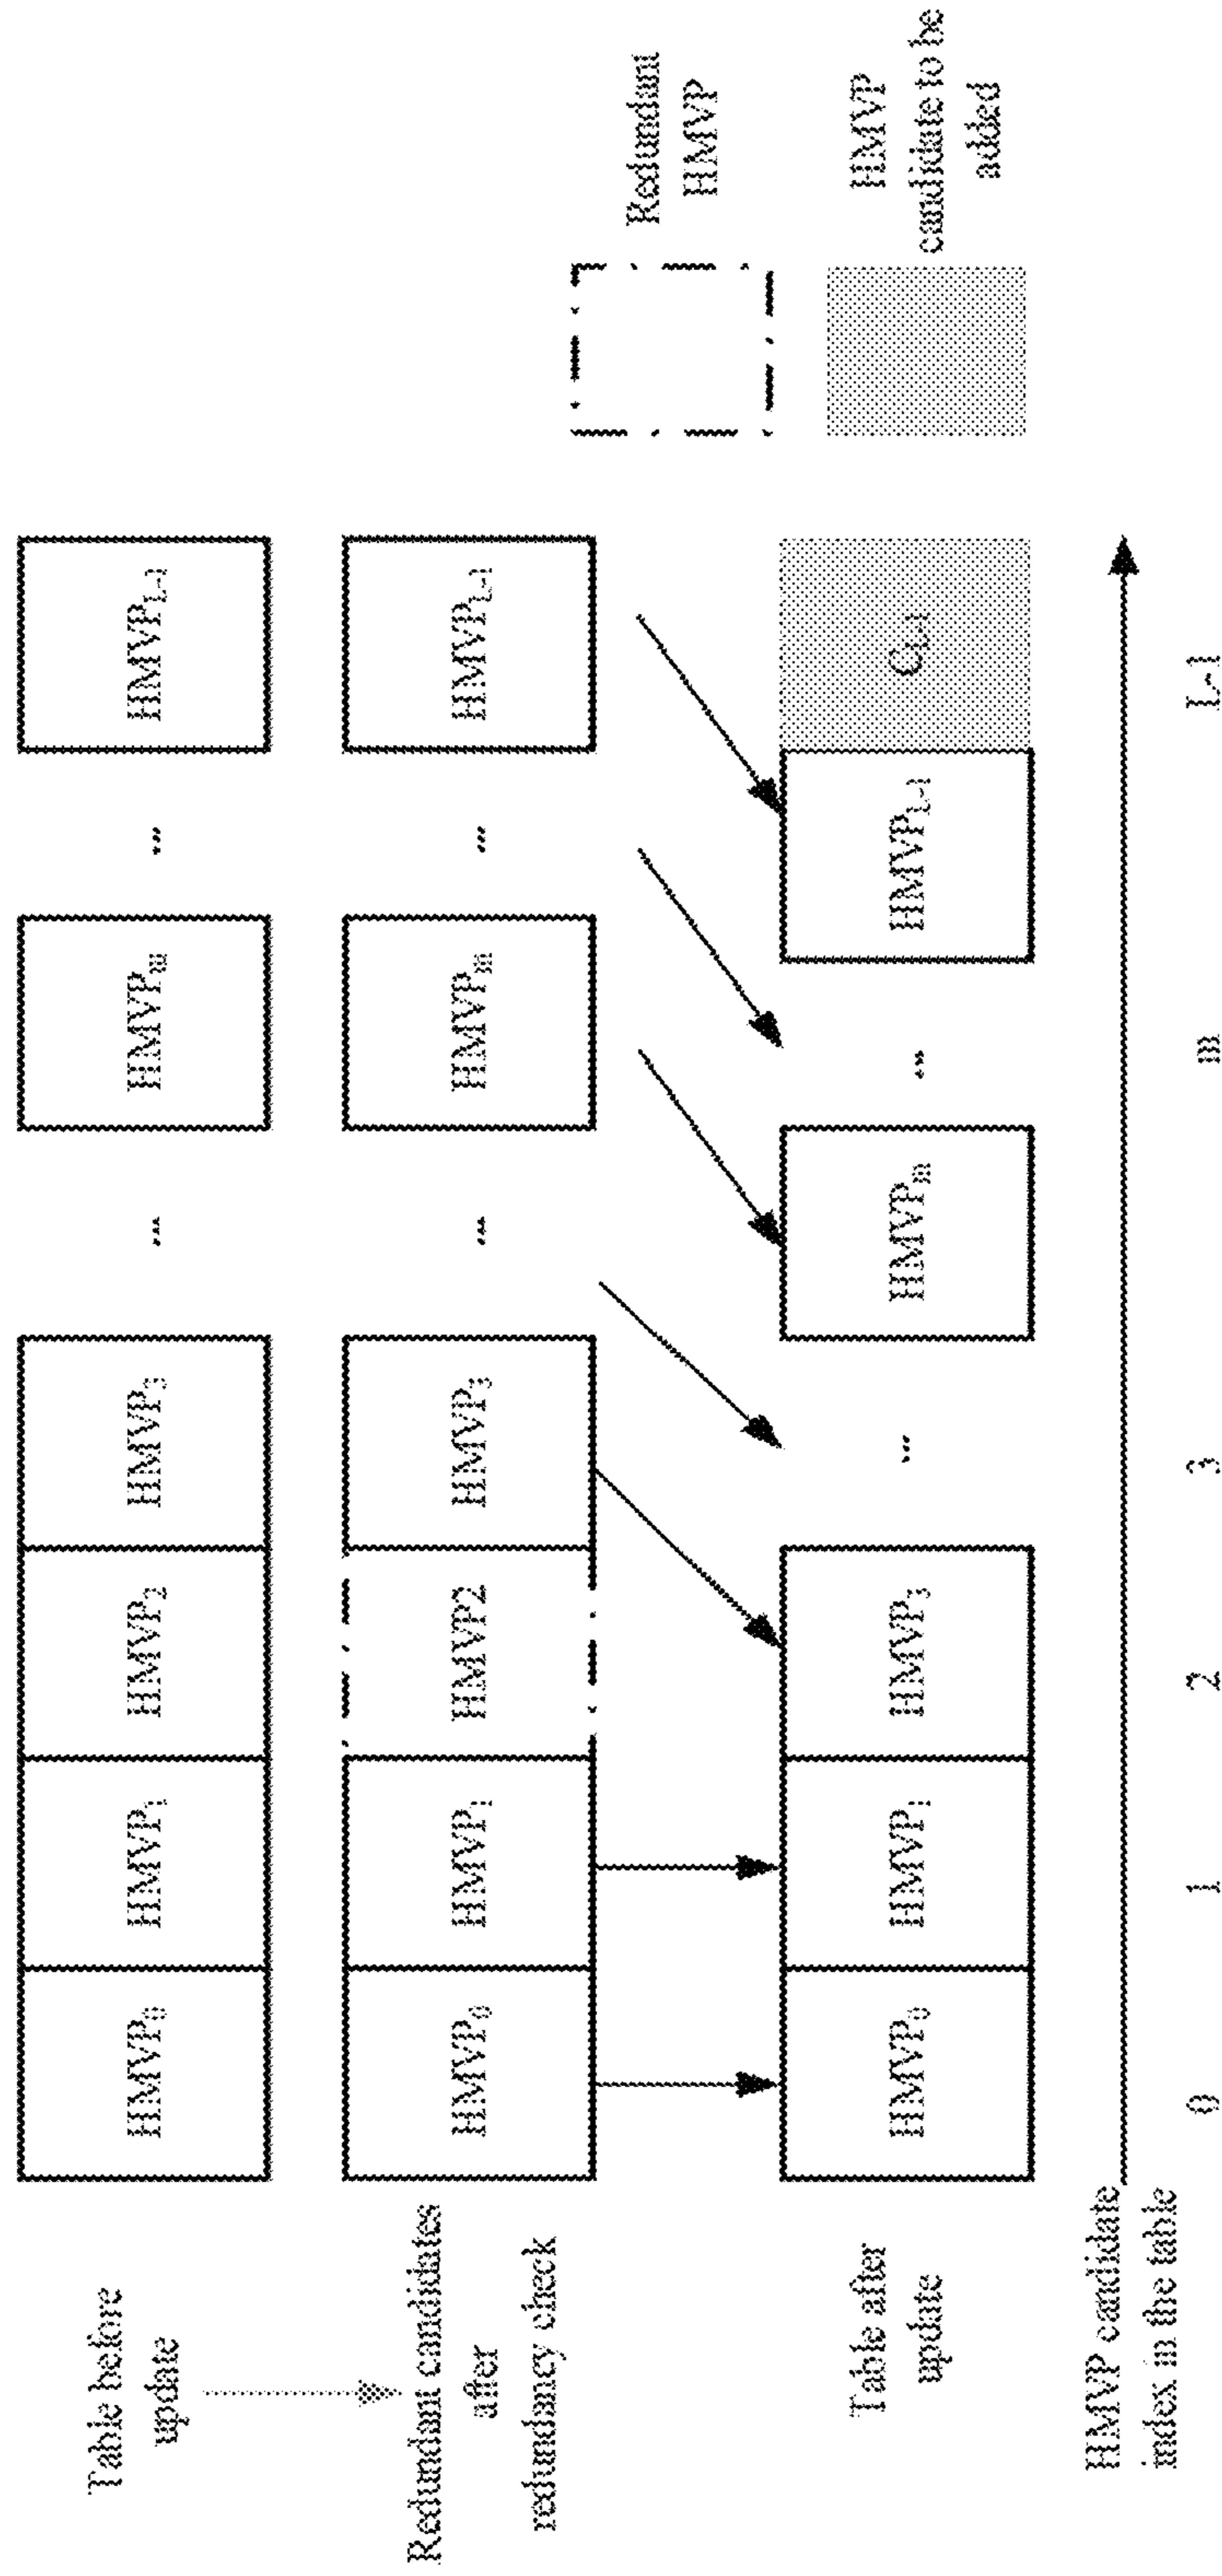 Table before
update
HMVP0
HMVP1
HMVP2
HMVP3
...
HMVPm
...
HMVPL-1
Redundant candidates
after
redundancy check
HMVP0
HMVP1
HMVP2
HMVP3
...
HMVPm
...
HMVPL-1
Redundant
HMVP
Table after
update
HMVP0
HMVP1
HMVP3
...
HMVPm
...
HMVPL-1
CL-1
HMVP
candidate to be
added
HMVP candidate
index in the table
0
1
2
3
m
L-1